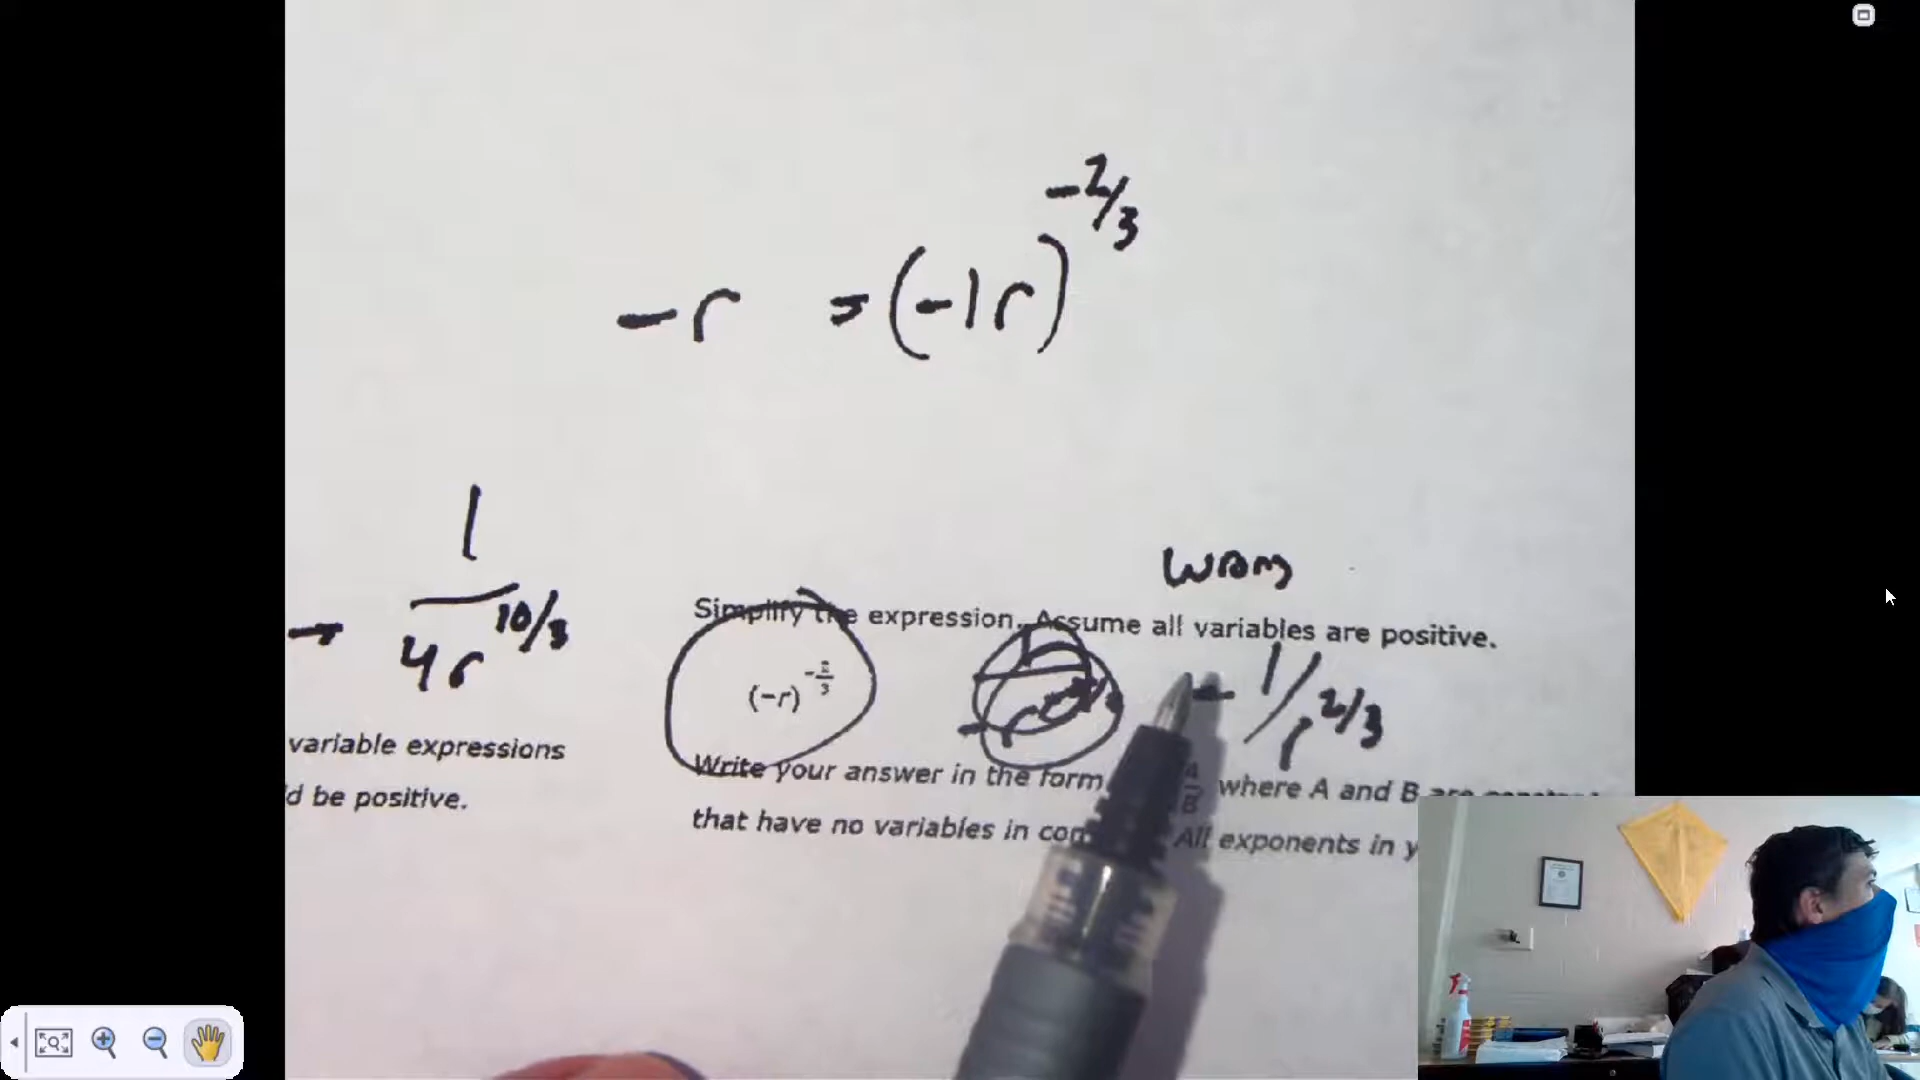 -r = (-1r)^-2/3
1
→ 4r^10/3
Wrong
Simplify the expression. Assume all variables are positive.
(-r)^-2/3
- 1/r^2/3
variable expressions
d be positive.
Write your answer in the form A/B where A and B are
that have no variables in All exponents in y